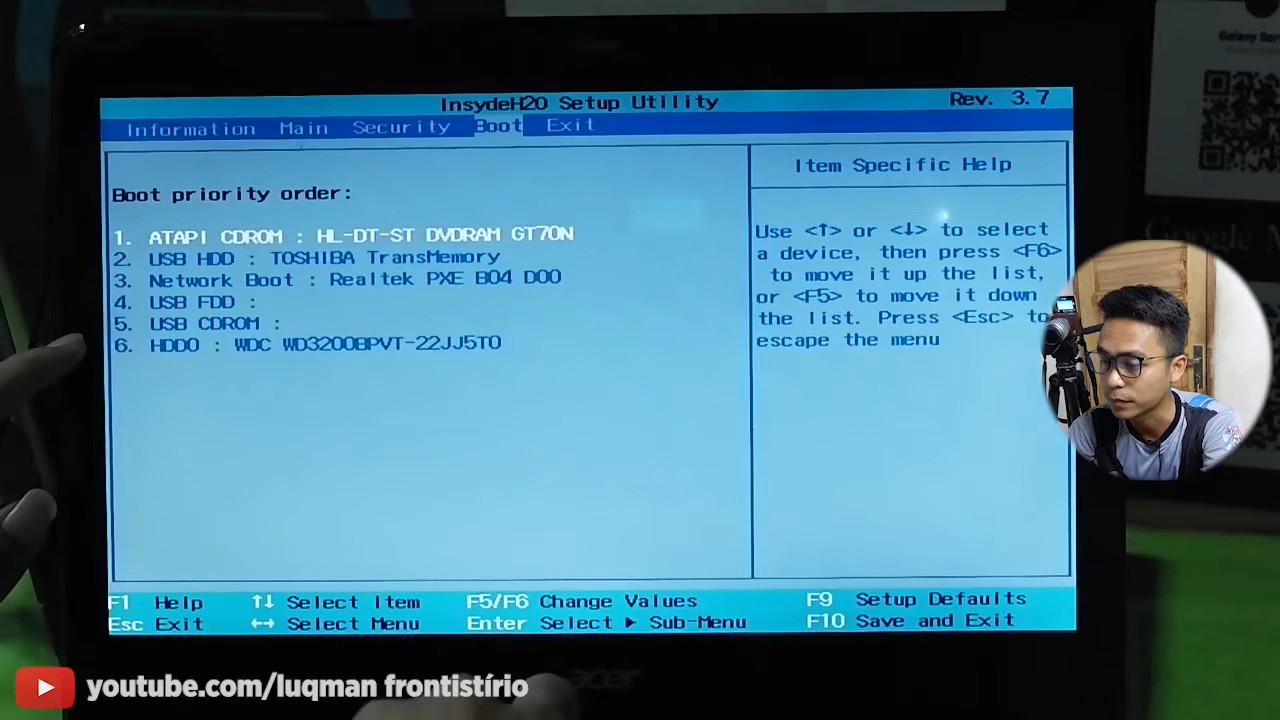 InsydeH20 Setup Utility
Rev. 3.7
Information Main Security Boot Exit
Boot priority order:
1. ATAPI CDROM : HL-DT-ST DVDRAM GT70N
2. USB HDD : TOSHIBA TransMemory
3. Network Boot : Realtek PXE B04 D00
4. USB FDD :
5. USB CDROM :
6. HDD0 : WDC WD3200BPVT-22JJ5T0
Item Specific Help
Use <↑> or <↓> to select
a device, then press <F6>
to move it up the list,
or <F5> to move it down
the list. Press <Esc> to
escape the menu
F1 Help ↑↓ Select Item F5/F6 Change Values F9 Setup Defaults
Esc Exit ↔ Select Menu Enter Select ▶ Sub-Menu F10 Save and Exit
acer
youtube.com/luqman frontistírio
Galaxy
Google